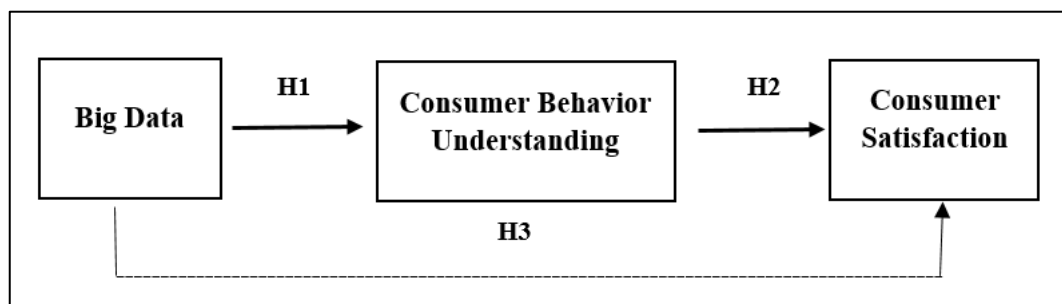 H1
H2
Big Data
Consumer Behavior
Understanding
Consumer
Satisfaction
H3